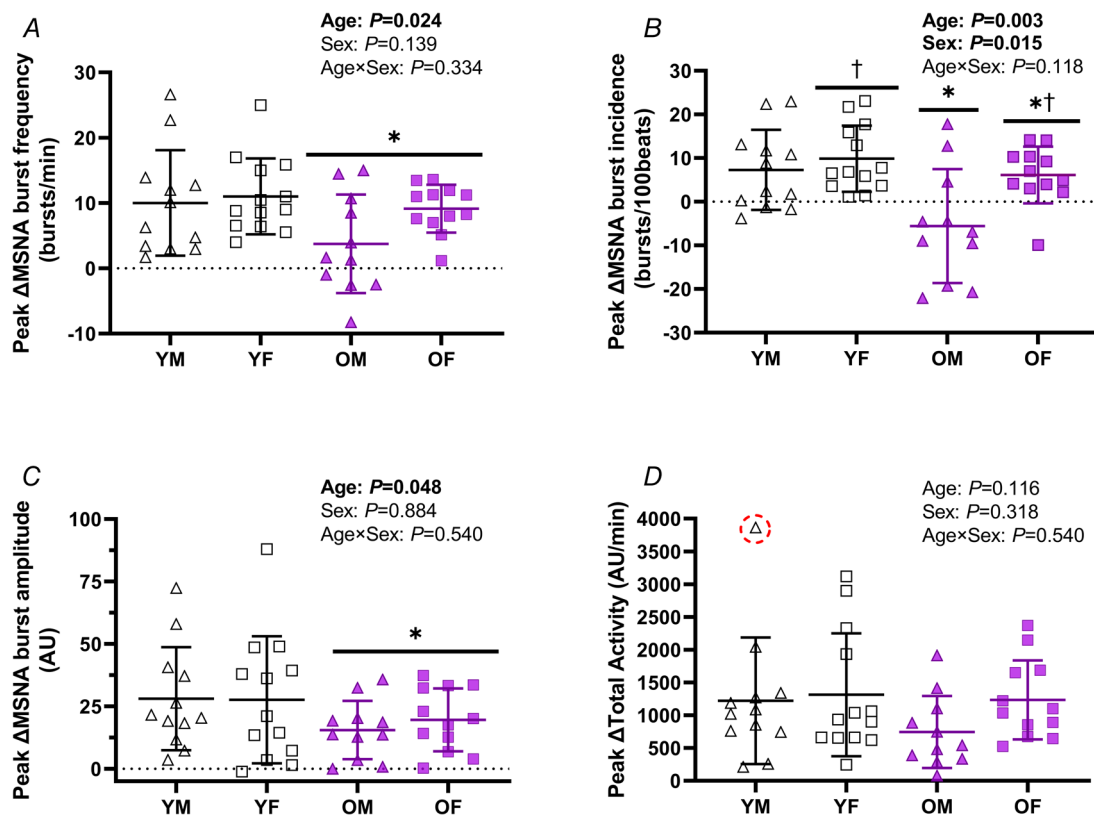 A
Age: P=0.024
Sex: P=0.139
Age×Sex: P=0.334
Peak ΔMSNA burst frequency
(bursts/min)
30
20
10
0
-10
*
YM YF OM OF
B
Age: P=0.003
Sex: P=0.015
Age×Sex: P=0.118
Peak ΔMSNA burst incidence
(bursts/100beats)
30
20
10
0
-10
-20
-30
†
*
*†
YM YF OM OF
C
Age: P=0.048
Sex: P=0.884
Age×Sex: P=0.540
Peak ΔMSNA burst amplitude
(AU)
100
75
50
25
0
*
YM YF OM OF
D
Age: P=0.116
Sex: P=0.318
Age×Sex: P=0.540
Peak ΔTotal Activity (AU/min)
4000
3500
3000
2500
2000
1500
1000
500
0
YM YF OM OF